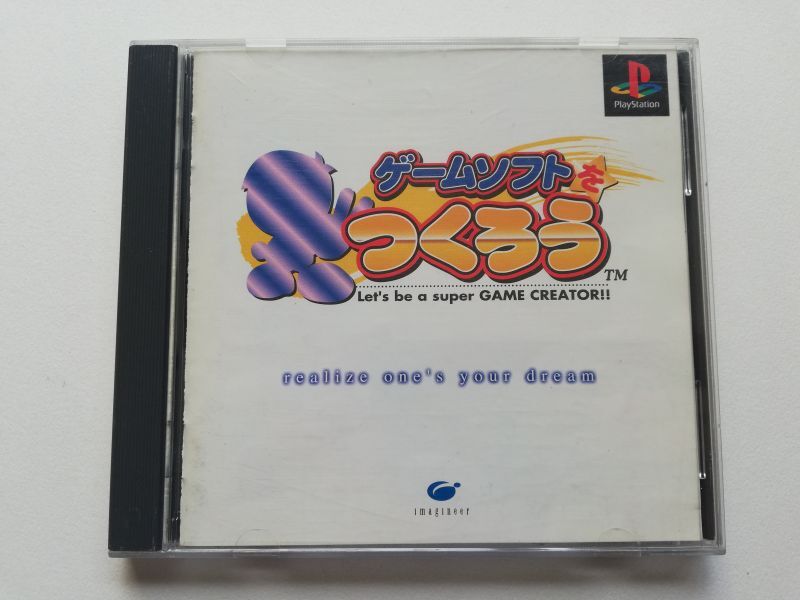 PlayStation
ゲームソフトを
つくろう
TM
Let's be a super GAME CREATOR!!
realize one's your dream
imagineer